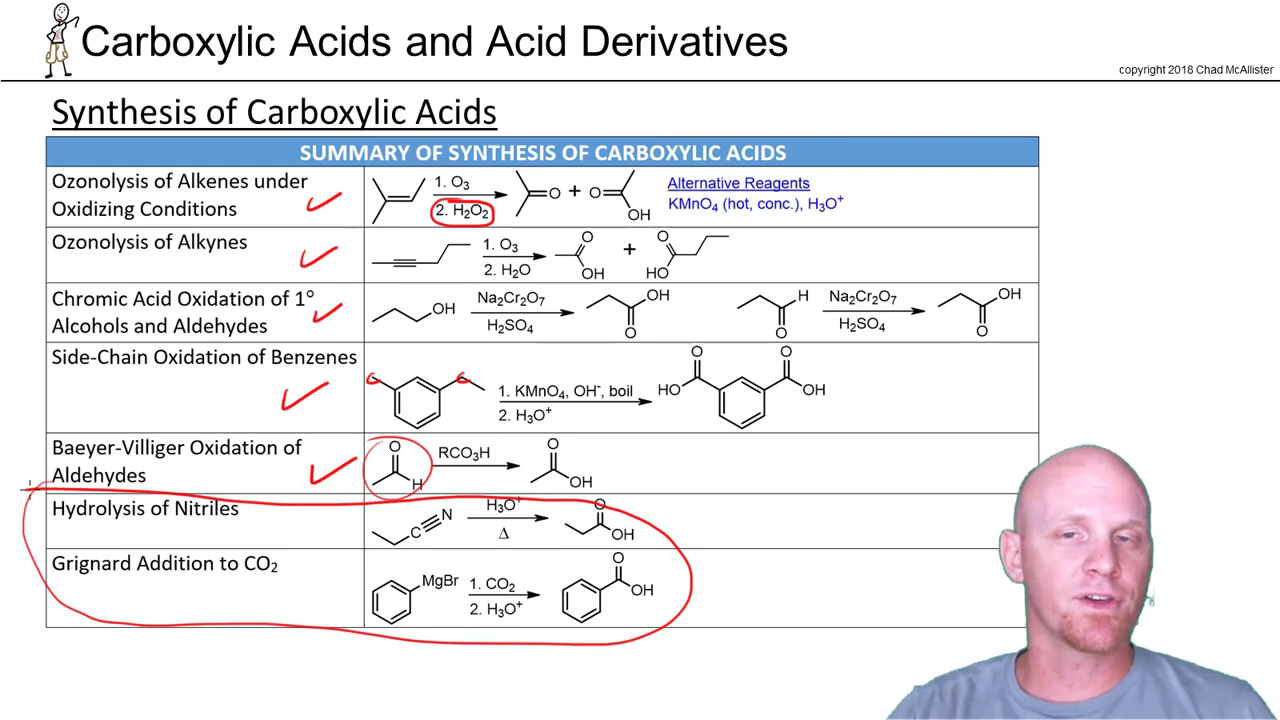 Carboxylic Acids and Acid Derivatives
copyright 2018 Chad McAllister
Synthesis of Carboxylic Acids
SUMMARY OF SYNTHESIS OF CARBOXYLIC ACIDS
Ozonolysis of Alkenes under
Oxidizing Conditions
1. O₃
2. H₂O₂
O
+
O
OH
Alternative Reagents
KMnO₄ (hot, conc.), H₃O⁺
Ozonolysis of Alkynes
1. O₃
2. H₂O
O
OH
+
O
HO
Chromic Acid Oxidation of 1°
Alcohols and Aldehydes
OH
Na₂Cr₂O₇
H₂SO₄
OH
O
H
O
Na₂Cr₂O₇
H₂SO₄
OH
O
Side-Chain Oxidation of Benzenes
1. KMnO₄, OH⁻, boil
2. H₃O⁺
O
HO
O
OH
Baeyer-Villiger Oxidation of
Aldehydes
O
H
RCO₃H
O
OH
Hydrolysis of Nitriles
C
N
H₃O⁺
Δ
O
OH
Grignard Addition to CO₂
MgBr
1. CO₂
2. H₃O⁺
O
OH